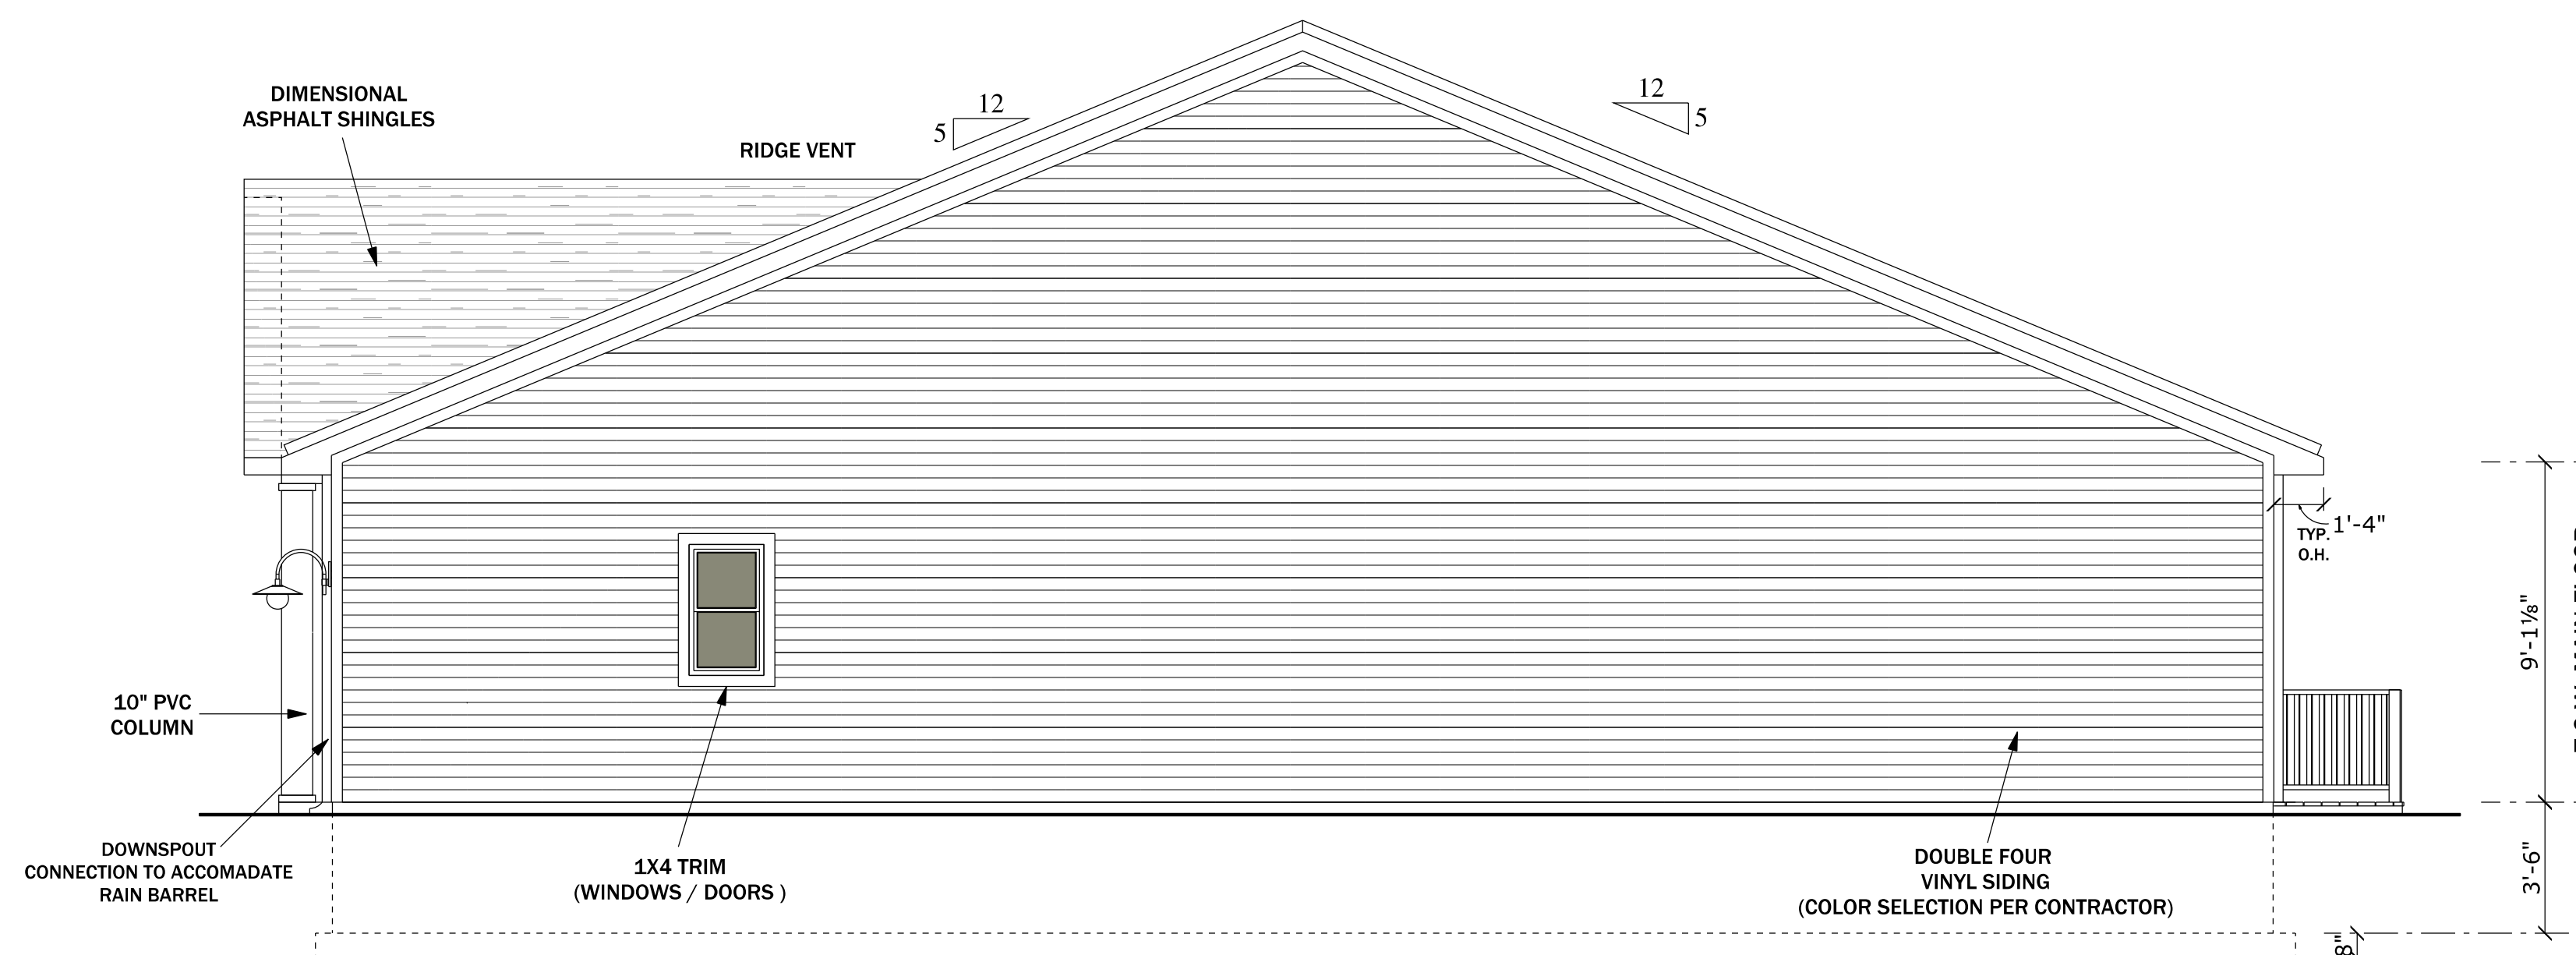 DIMENSIONAL
ASPHALT SHINGLES
RIDGE VENT
12
5
12
5
1'-4"
TYP.
O.H.
9'-1⅛"
10" PVC
COLUMN
DOWNSPOUT
CONNECTION TO ACCOMADATE
RAIN BARREL
1X4 TRIM
(WINDOWS / DOORS )
DOUBLE FOUR
VINYL SIDING
(COLOR SELECTION PER CONTRACTOR)
3'-6"
8"